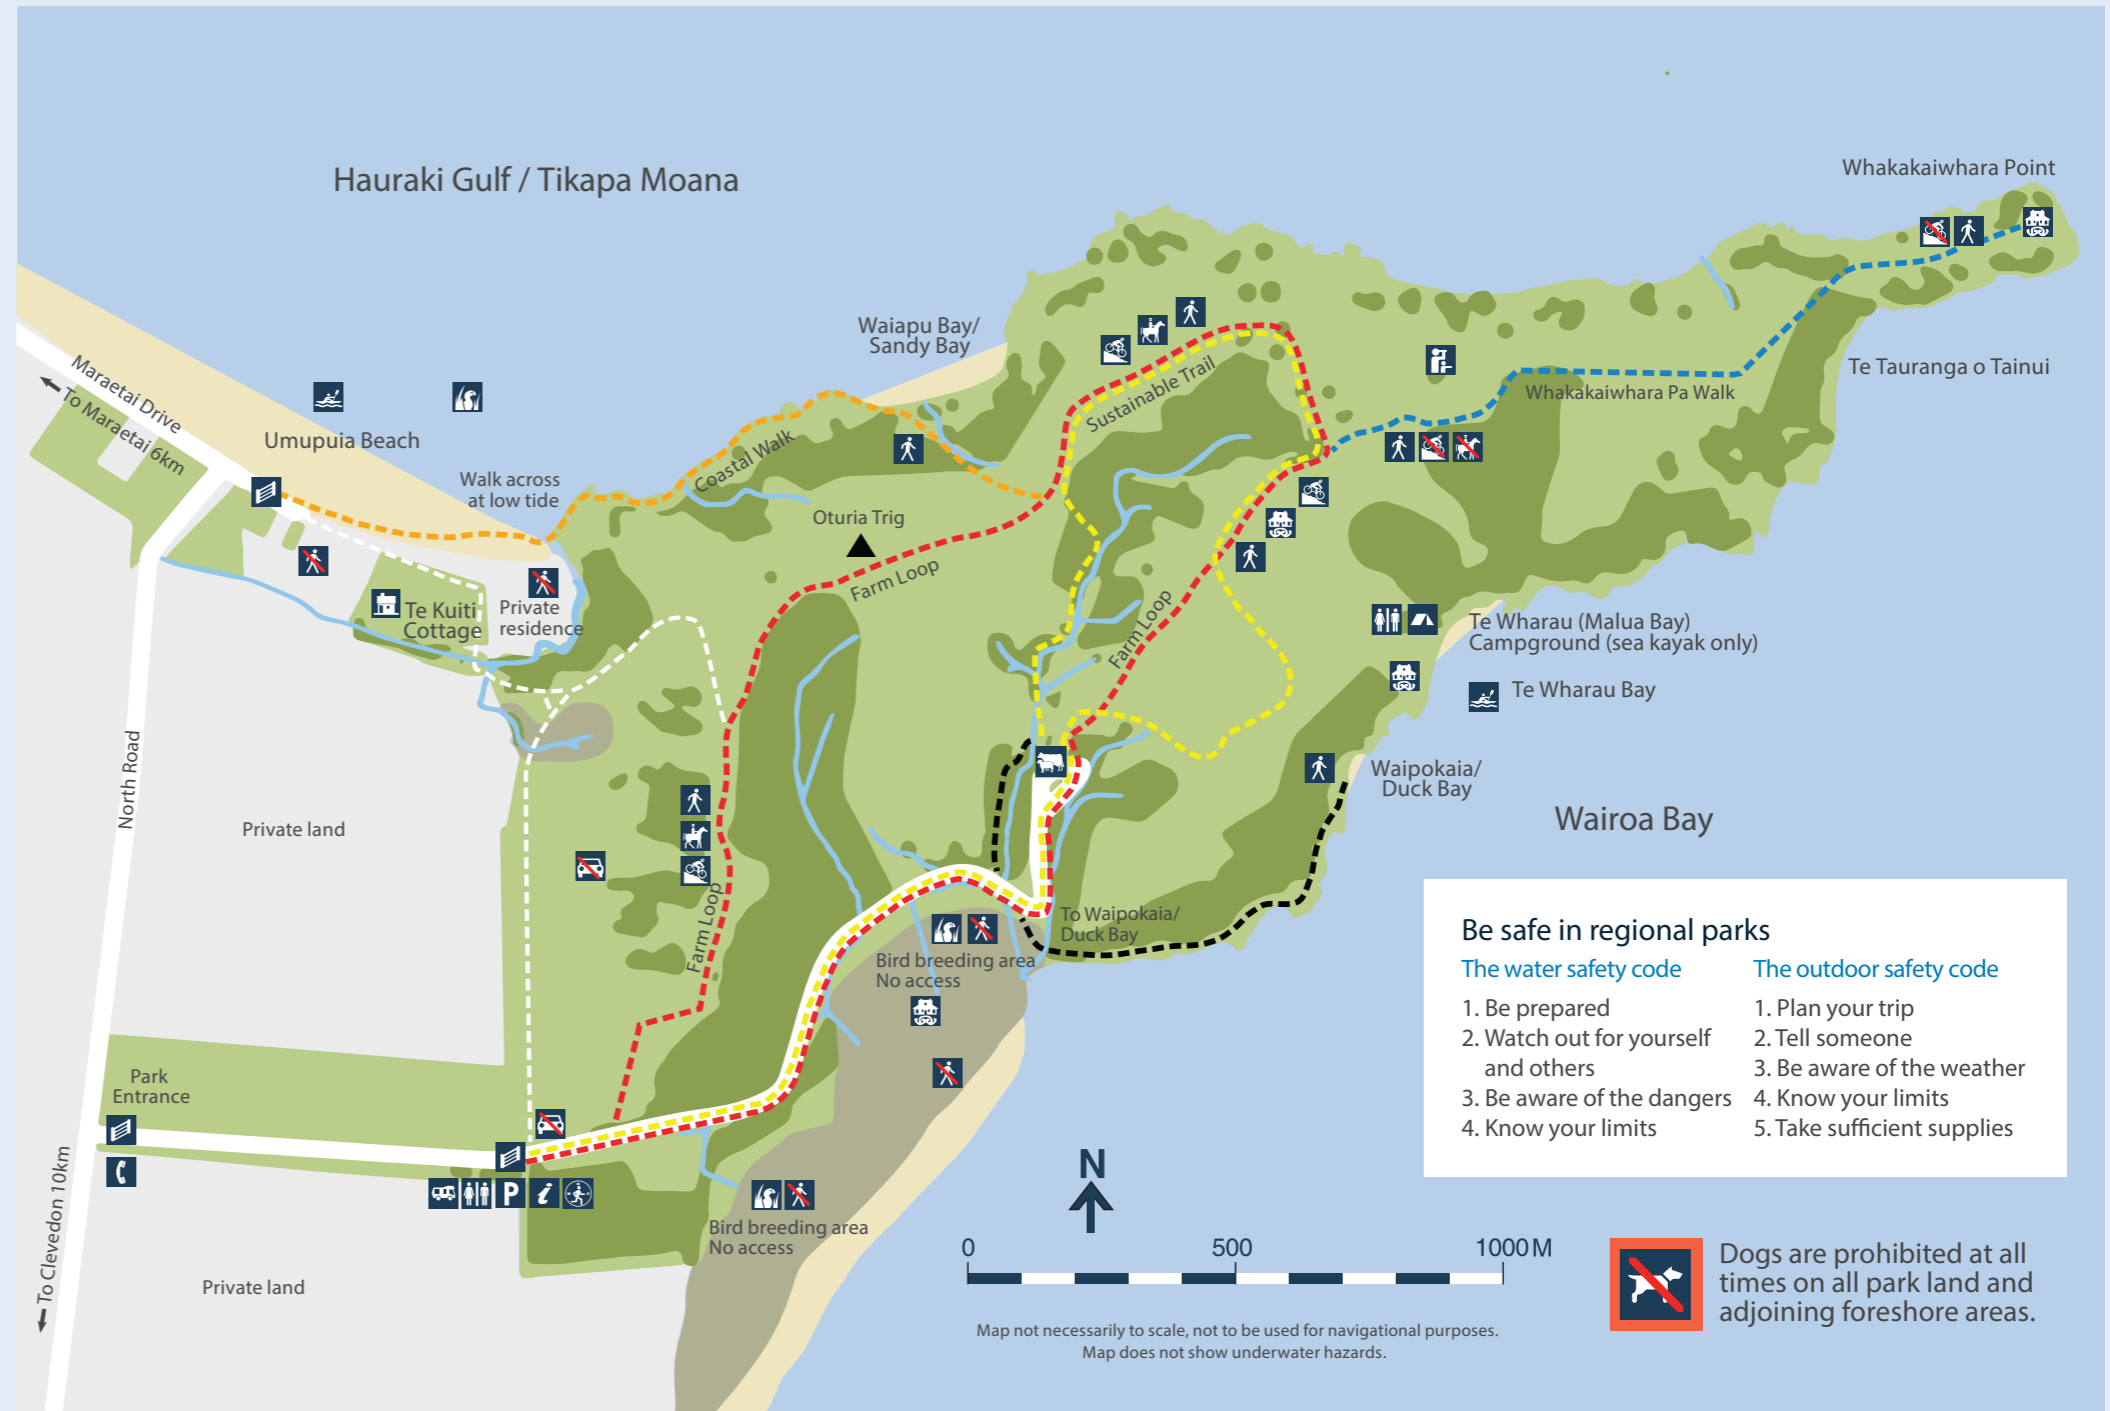 Whakakaiwhara Point
Hauraki Gulf / Tikapa Moana
Waiapu Bay/
Sandy Bay
Maraetai Drive
To Maraetai 6km
Umupuia Beach
Walk across
at low tide
Coastal Walk
Sustainable Trail
Te Tauranga o Tainui
Whakakaiwhara Pa Walk
Oturia Trig
Farm Loop
Te Kuiti
Cottage
Private
residence
Farm Loop
Te Wharau (Malua Bay)
Campground (sea kayak only)
Te Wharau Bay
North Road
Private land
Waipokaia/
Duck Bay
Wairoa Bay
Farm Loop
To Waipokaia/
Duck Bay
Bird breeding area
No access
Park
Entrance
To Clevedon 10km
P
i
Bird breeding area
No access
Private land
Be safe in regional parks
The water safety code
1. Be prepared
2. Watch out for yourself
and others
3. Be aware of the dangers
4. Know your limits
The outdoor safety code
1. Plan your trip
2. Tell someone
3. Be aware of the weather
4. Know your limits
5. Take sufficient supplies
N
0 500 1000 M
Map not necessarily to scale, not to be used for navigational purposes.
Map does not show underwater hazards.
Dogs are prohibited at all
times on all park land and
adjoining foreshore areas.